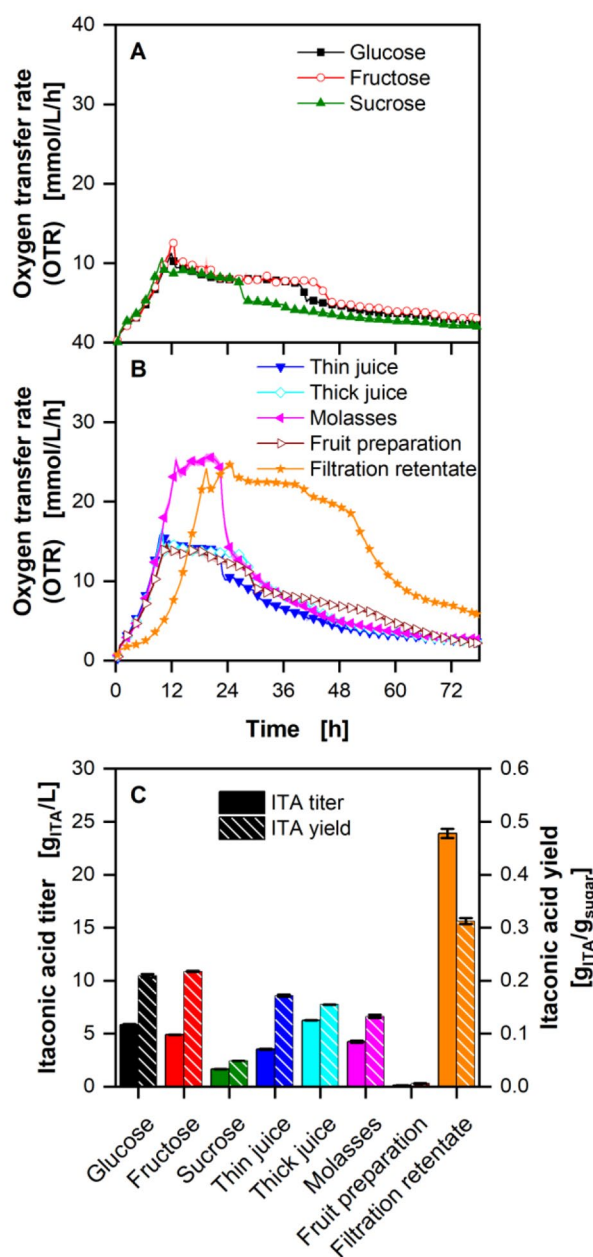 A
Glucose
Fructose
Sucrose
Oxygen transfer rate
(OTR) [mmol/L/h]
40
30
20
10
40
B
Thin juice
Thick juice
Molasses
Fruit preparation
Filtration retentate
Oxygen transfer rate
(OTR) [mmol/L/h]
30
20
10
0
0 12 24 36 48 60 72
Time [h]
C
ITA titer
ITA yield
Itaconic acid titer [gITA/L]
30
25
20
15
10
5
0
0.6
0.5
0.4
0.3
0.2
0.1
0.0
Itaconic acid yield
[gITA/gsugar]
Glucose
Fructose
Sucrose
Thin juice
Thick juice
Molasses
Fruit preparation
Filtration retentate